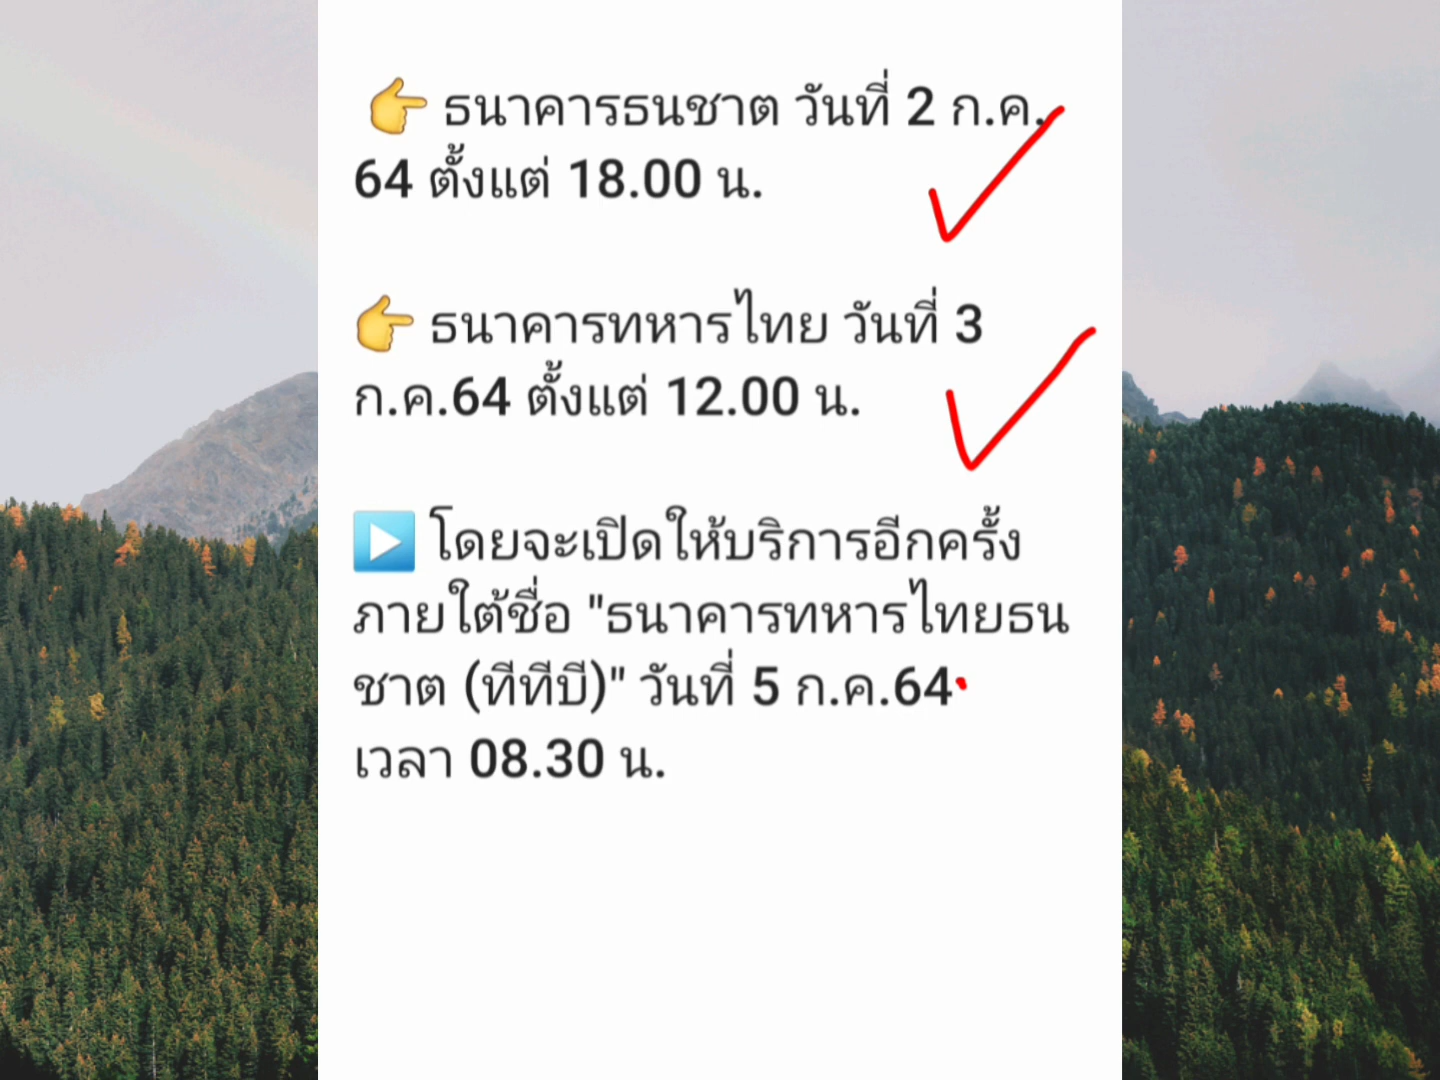 👉 ธนาคารธนชาต วันที่ 2 ก.ค.
64 ตั้งแต่ 18.00 น.
👉 ธนาคารทหารไทย วันที่ 3
ก.ค.64 ตั้งแต่ 12.00 น.
▶️ โดยจะเปิดให้บริการอีกครั้ง
ภายใต้ชื่อ "ธนาคารทหารไทยธน
ชาต (ทีทีบี)" วันที่ 5 ก.ค.64
เวลา 08.30 น.